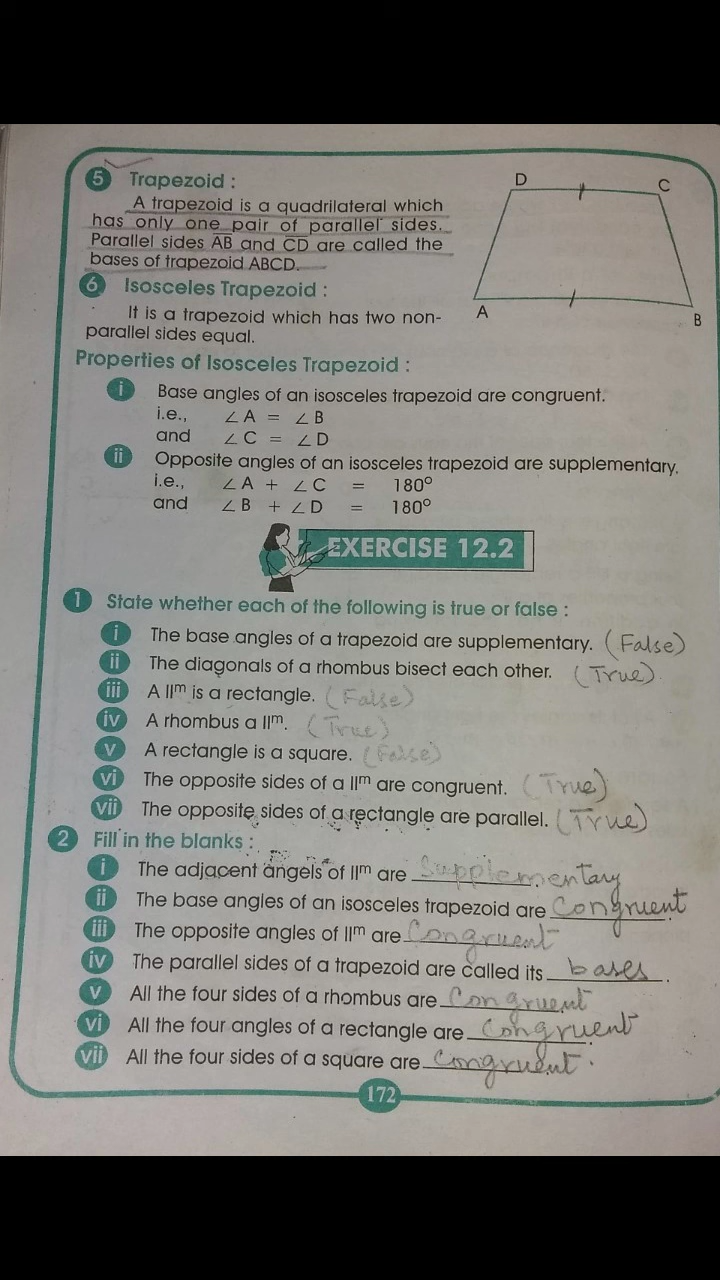 5 Trapezoid :
A trapezoid is a quadrilateral which
has only one pair of parallel sides.
Parallel sides AB and CD are called the
bases of trapezoid ABCD.
D
C
A
B
6 Isosceles Trapezoid :
It is a trapezoid which has two non-
parallel sides equal.
Properties of Isosceles Trapezoid :
i Base angles of an isosceles trapezoid are congruent.
i.e., ∠A = ∠B
and ∠C = ∠D
ii Opposite angles of an isosceles trapezoid are supplementary.
i.e., ∠A + ∠C = 180°
and ∠B + ∠D = 180°
EXERCISE 12.2
1 State whether each of the following is true or false :
i The base angles of a trapezoid are supplementary. (False)
ii The diagonals of a rhombus bisect each other. (True)
iii A llᵐ is a rectangle. (False)
iv A rhombus a llᵐ. (True)
v A rectangle is a square. (False)
vi The opposite sides of a llᵐ are congruent. (True)
vii The opposite sides of a rectangle are parallel. (True)
2 Fill in the blanks :
i The adjacent angels of llᵐ are Supplementary
ii The base angles of an isosceles trapezoid are Congruent.
iii The opposite angles of llᵐ are Congruent
iv The parallel sides of a trapezoid are called its bases.
v All the four sides of a rhombus are Congruent
vi All the four angles of a rectangle are Congruent.
vii All the four sides of a square are Congruent.
172